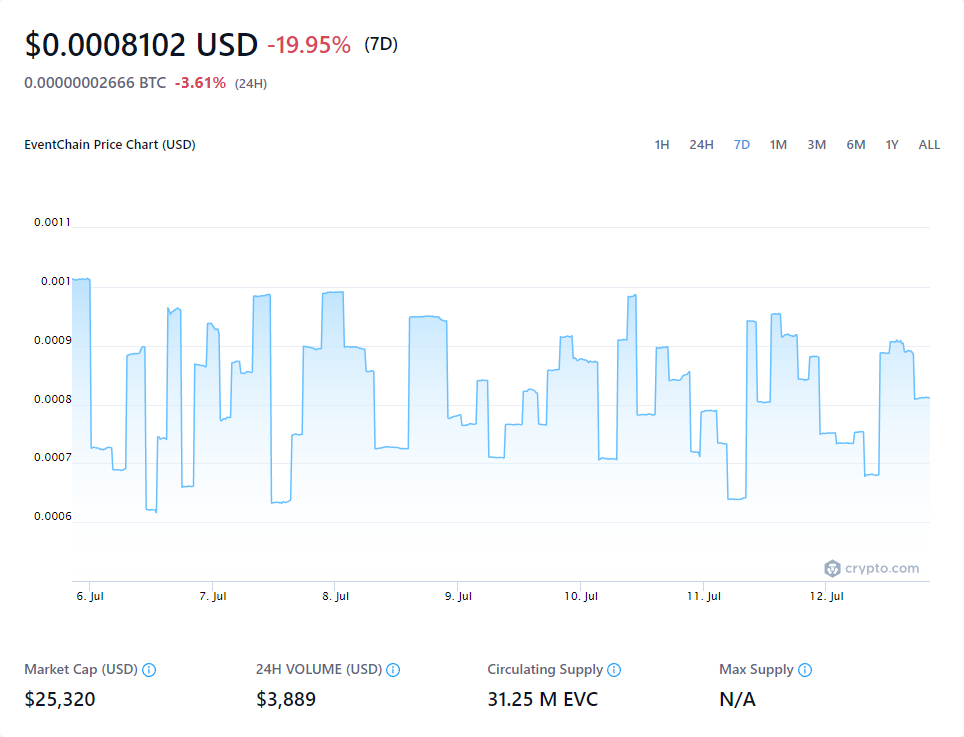 $0.0008102 USD -19.95% (7D)
0.00000002666 BTC -3.61% (24H)
EventChain Price Chart (USD) 1H 24H 7D 1M 3M 6M 1Y ALL
0.0011
0.001
0.0009
0.0008
0.0007
0.0006
crypto.com
6. Jul 7. Jul 8. Jul 9. Jul 10. Jul 11. Jul 12. Jul
Market Cap (USD) 24H VOLUME (USD) Circulating Supply Max Supply
$25,320 $3,889 31.25 M EVC N/A